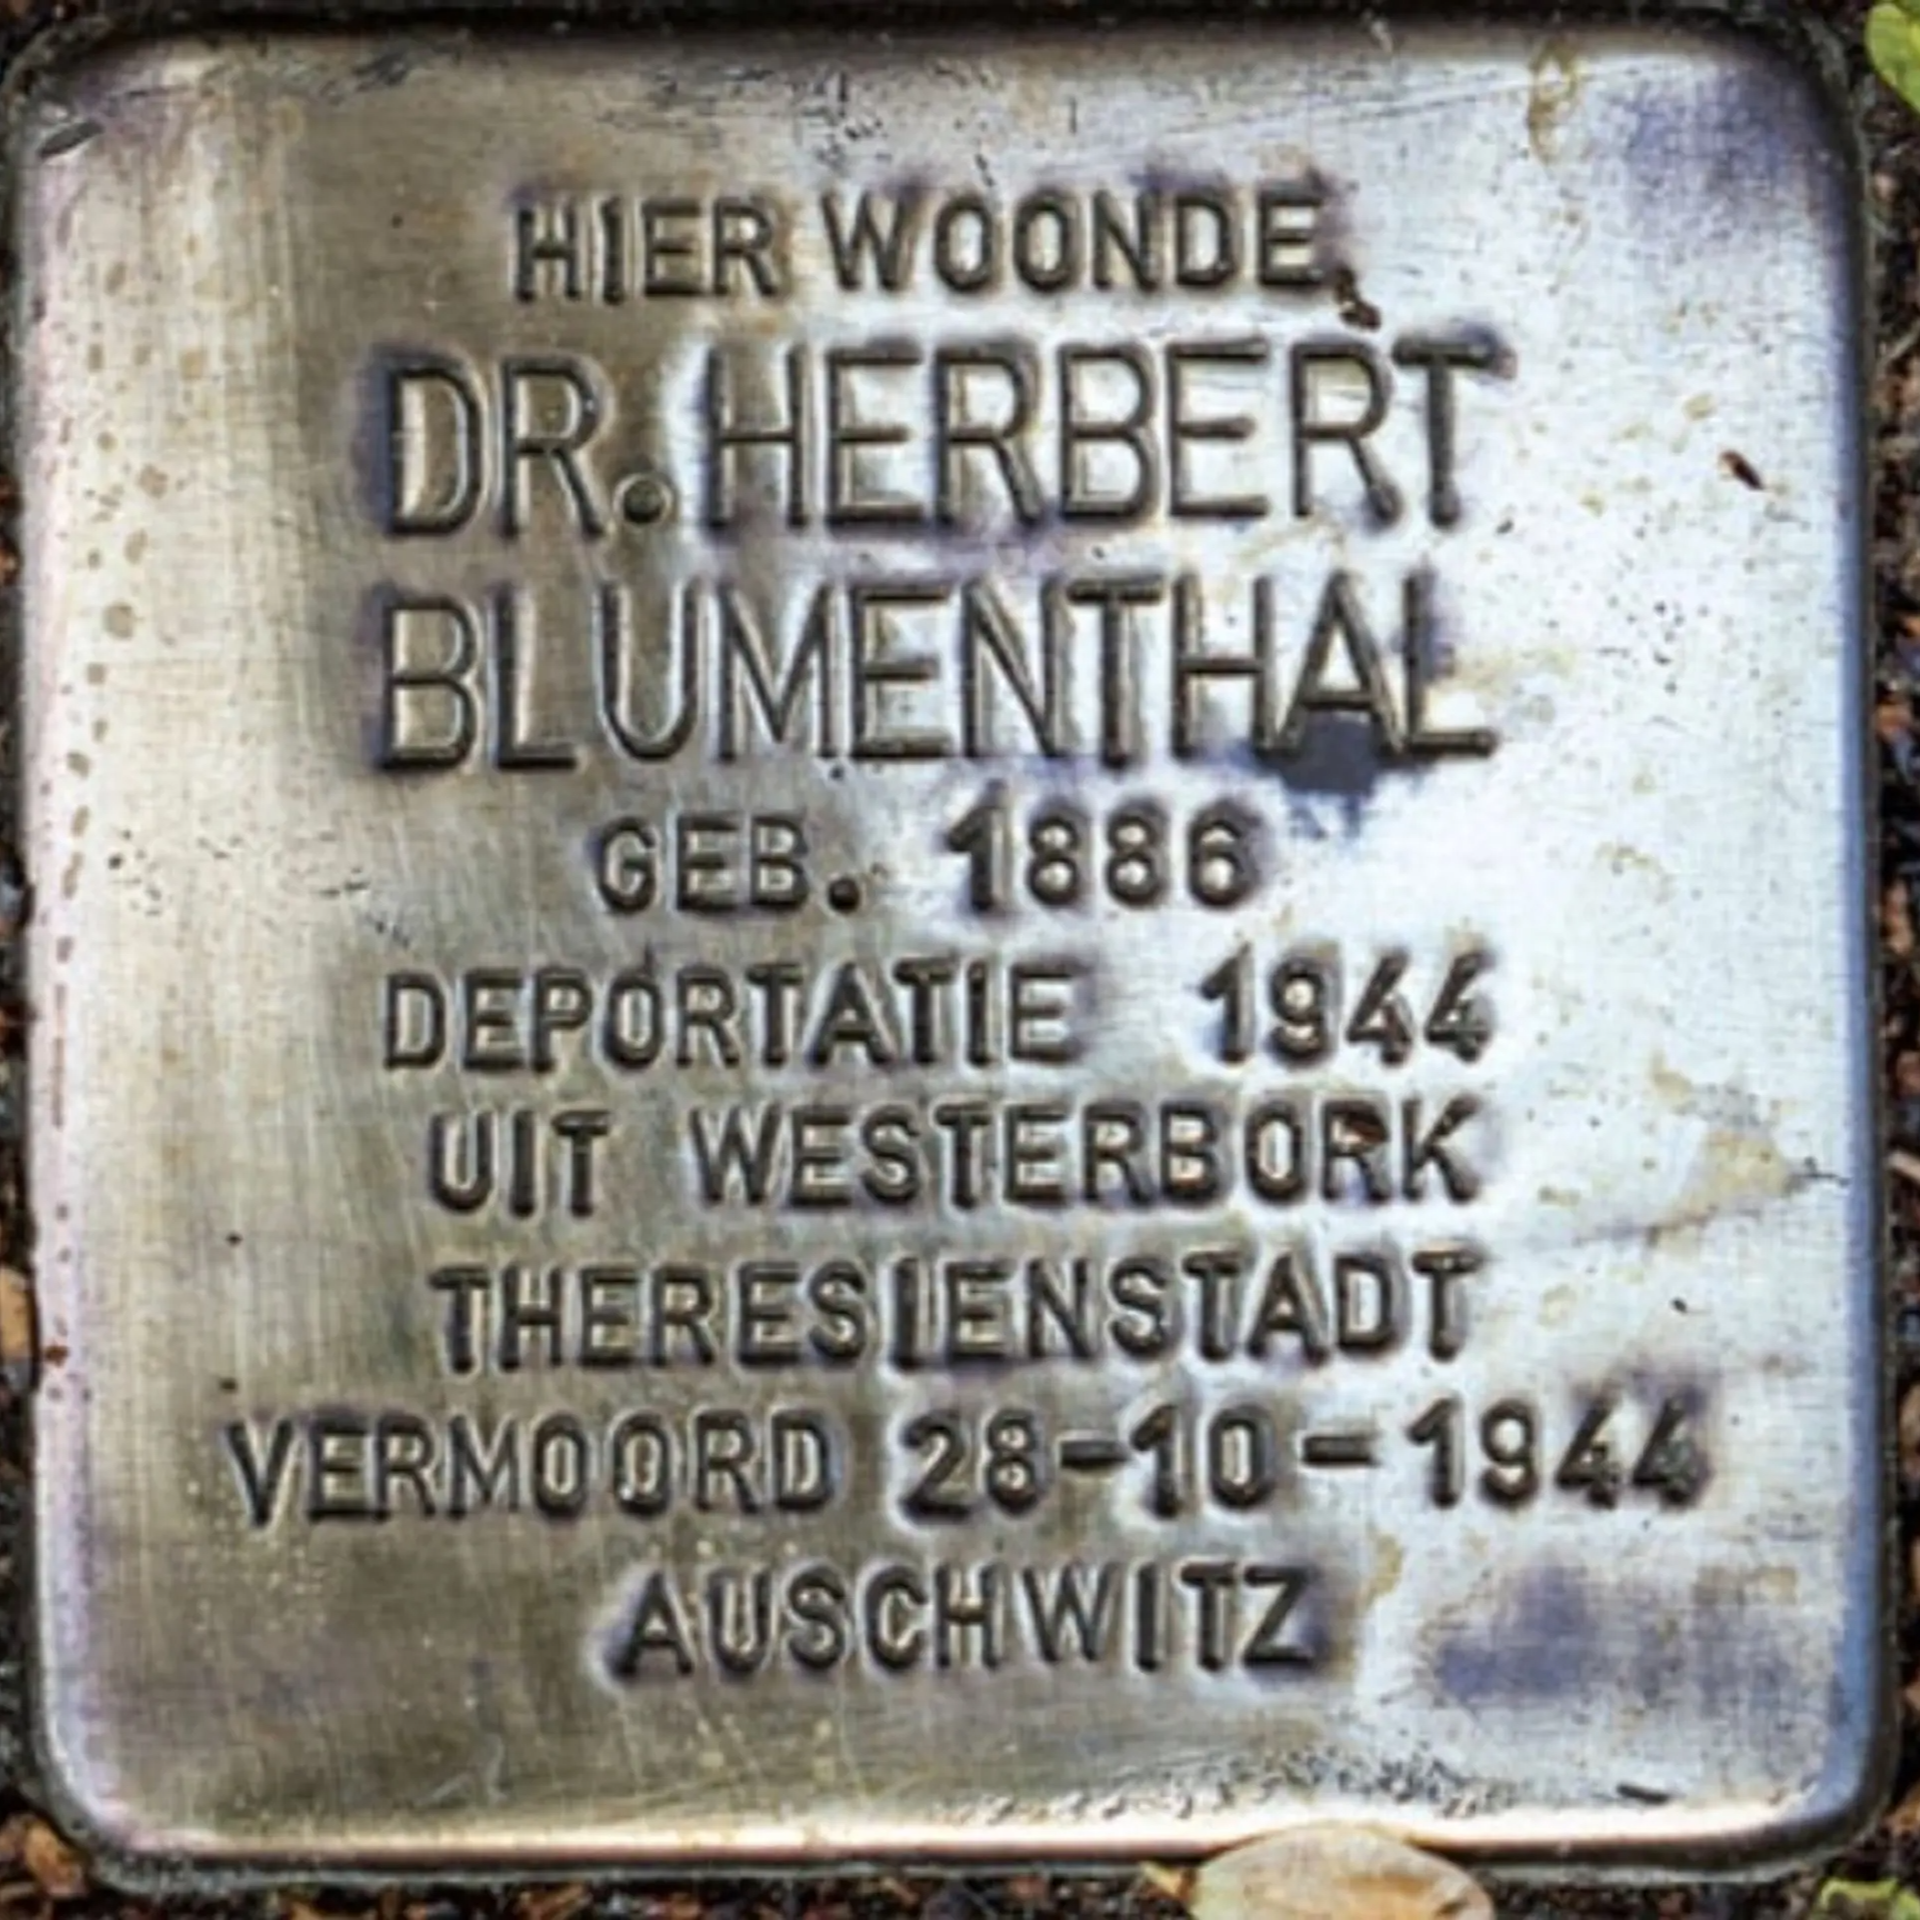 HIER WOONDE
DR. HERBERT
BLUMENTHAL
GEB. 1886
DEPORTATIE 1944
UIT WESTERBORK
THERESIENSTADT
VERMOORD 28-10-1944
AUSCHWITZ